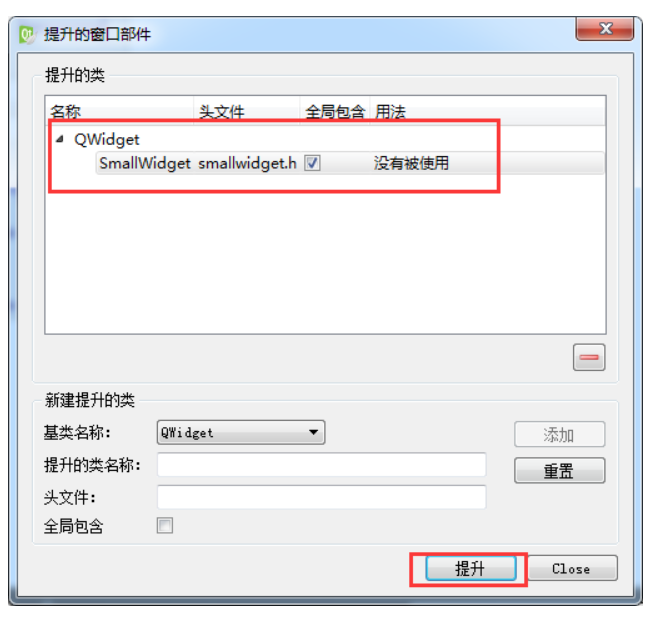 提升的窗口部件
提升的类
名称 头文件 全局包含 用法
QWidget
SmallWidget smallwidget.h 没有被使用
新建提升的类
基类名称: QWidget 添加
提升的类名称: 重置
头文件:
全局包含
提升 Close